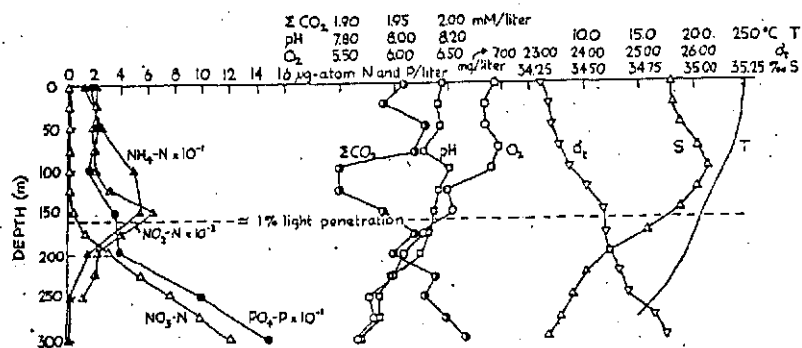 Σ CO₂ 1.90 1.95 2.00 mM/liter
pH 7.80 8.00 8.20 10.0 15.0 20.0 25.0 °C T
O₂ 5.50 6.00 6.50 7.00 23.00 24.00 25.00 26.00 σt
mg/liter
0 2 4 6 8 10 12 14 16 μg-atom N and P/liter 34.25 34.50 34.75 35.00 35.25 ‰ S
0
NH₄-N × 10⁻¹
50
ΣCO₂ pH O₂ σt S T
100
150
≈ 1% light penetration
NO₂-N × 10⁻²
DEPTH (m)
200
250
NO₃-N PO₄-P × 10⁻¹
300